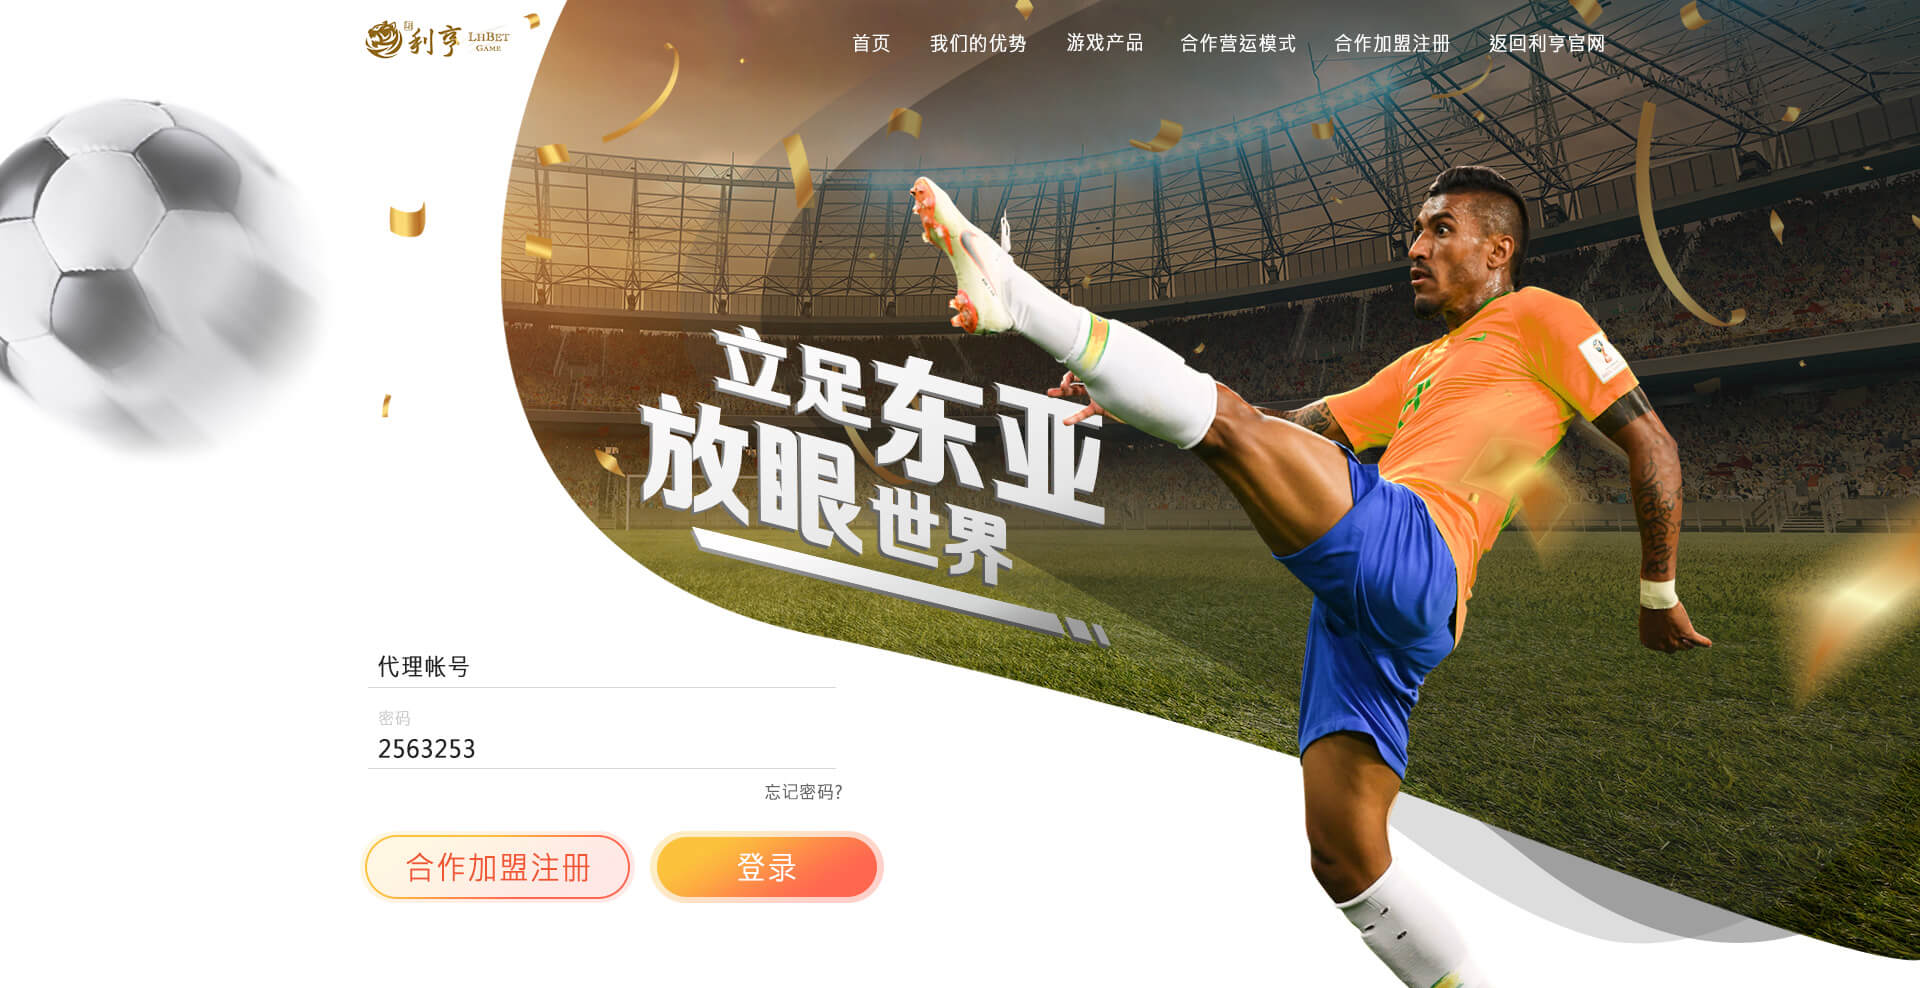 利亨 LHBET GAME
首页 我们的优势 游戏产品 合作营运模式 合作加盟注册 返回利亨官网
立足东亚
放眼世界
代理帐号
密码
2563253
忘记密码?
合作加盟注册 登录